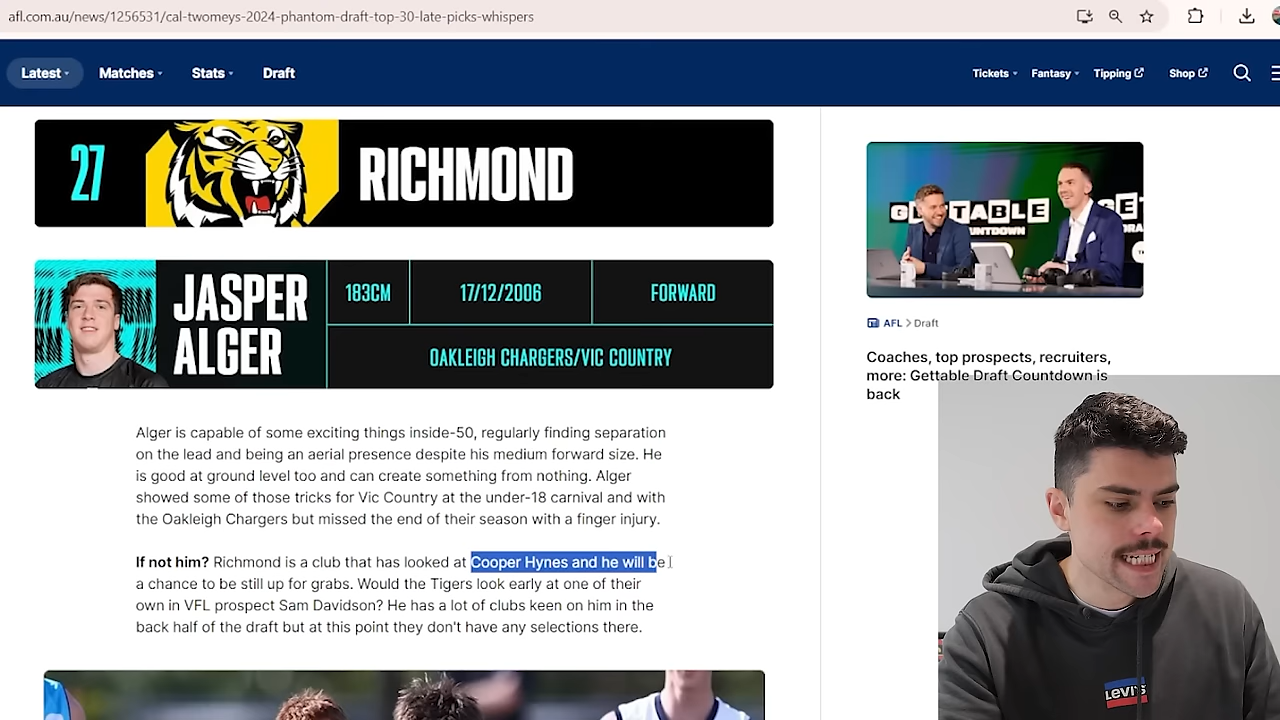 afl.com.au/news/1256531/cal-twomeys-2024-phantom-draft-top-30-late-picks-whispers
Latest
Matches
Stats
Draft
Tickets
Fantasy
Tipping
Shop
27
RICHMOND
JASPER
ALGER
183CM
17/12/2006
FORWARD
OAKLEIGH CHARGERS/VIC COUNTRY
Alger is capable of some exciting things inside-50, regularly finding separation
on the lead and being an aerial presence despite his medium forward size. He
is good at ground level too and can create something from nothing. Alger
showed some of those tricks for Vic Country at the under-18 carnival and with
the Oakleigh Chargers but missed the end of their season with a finger injury.
If not him? Richmond is a club that has looked at Cooper Hynes and he will be
a chance to be still up for grabs. Would the Tigers look early at one of their
own in VFL prospect Sam Davidson? He has a lot of clubs keen on him in the
back half of the draft but at this point they don't have any selections there.
GETTABLE
AFL > Draft
Coaches, top prospects, recruiters,
more: Gettable Draft Countdown is
back
Levi's